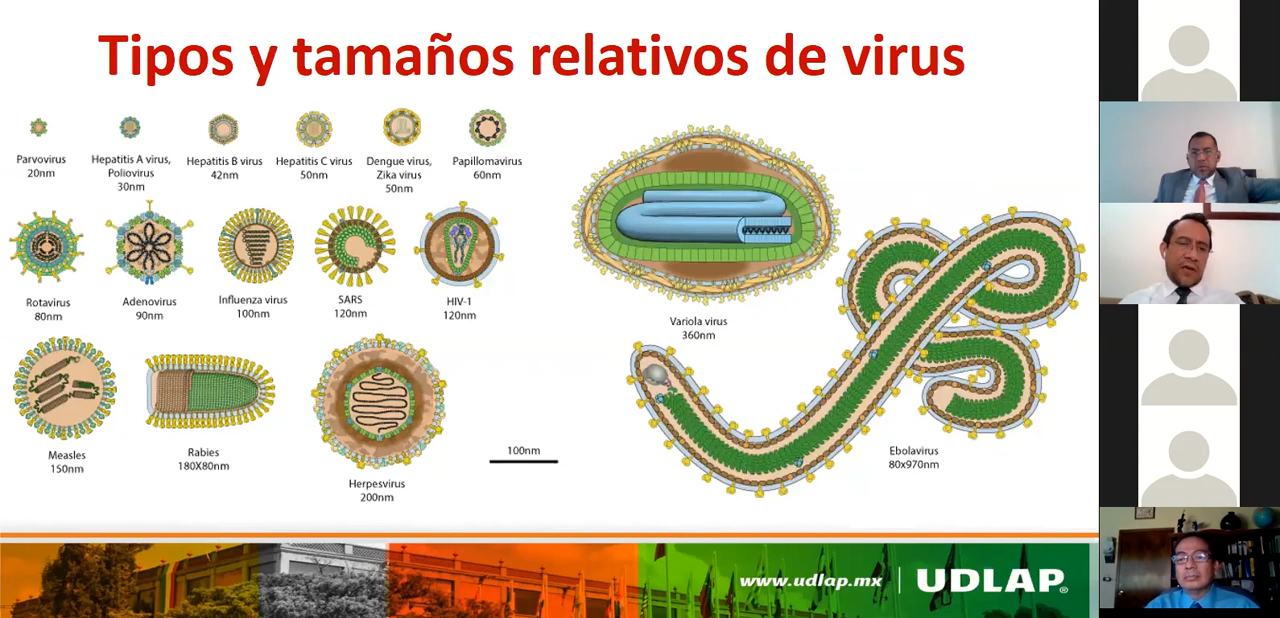 Tipos y tamaños relativos de virus
Parvovirus
20nm
Hepatitis A virus,
Poliovirus
30nm
Hepatitis B virus
42nm
Hepatitis C virus
50nm
Dengue virus,
Zika virus
50nm
Papillomavirus
60nm
Rotavirus
80nm
Adenovirus
90nm
Influenza virus
100nm
SARS
120nm
HIV-1
120nm
Variola virus
360nm
Measles
150nm
Rabies
180X80nm
Herpesvirus
200nm
100nm
Ebolavirus
80x970nm
www.udlap.mx
UDLAP®